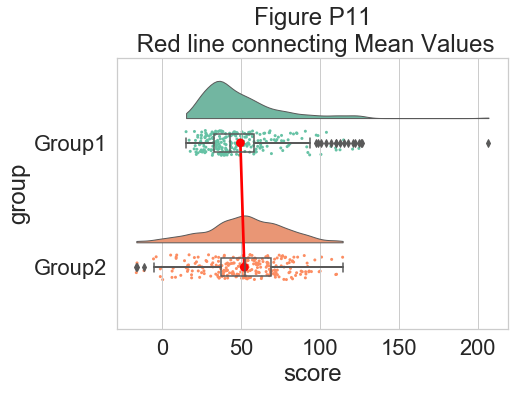 Figure P11
Red line connecting Mean Values
group
Group1
Group2
0 50 100 150 200
score